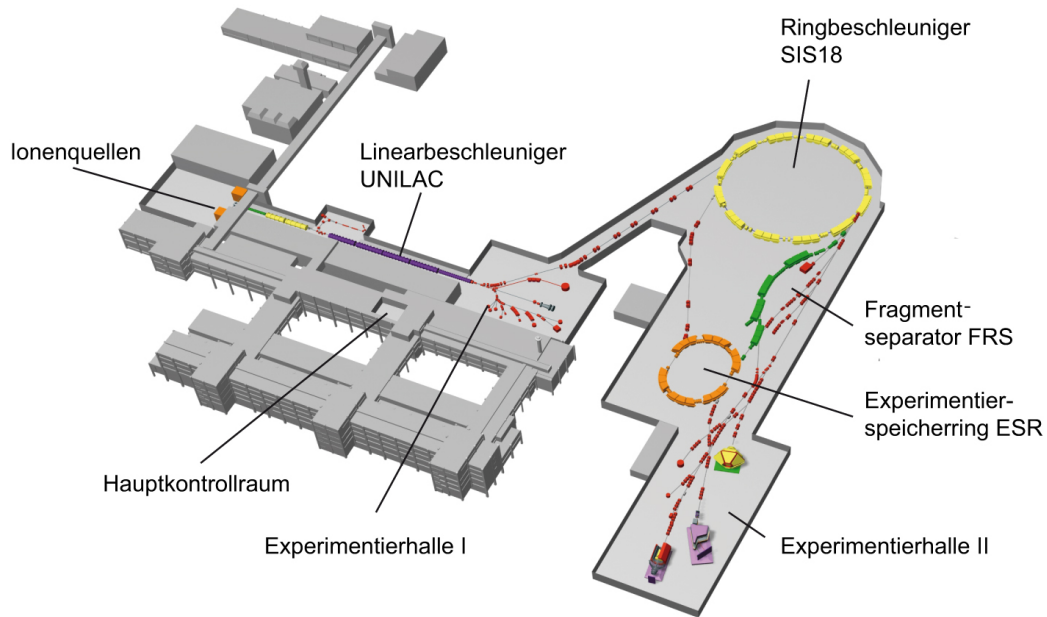 Ringbeschleuniger
SIS18
Ionenquellen
Linearbeschleuniger
UNILAC
Fragment-
separator FRS
Experimentier-
speicherring ESR
Hauptkontrollraum
Experimentierhalle I
Experimentierhalle II